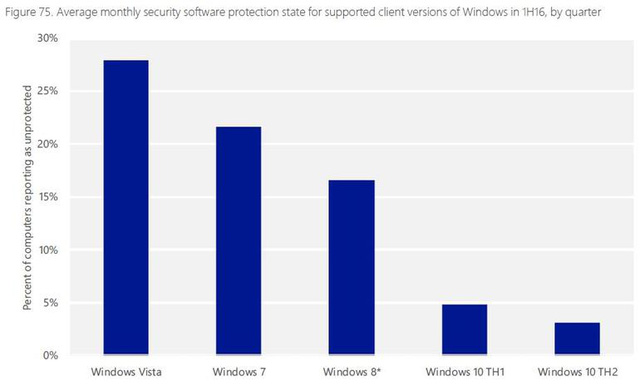 Figure 75. Average monthly security software protection state for supported client versions of Windows in 1H16, by quarter
30%
25%
20%
15%
10%
5%
0%
Percent of computers reporting as unprotected
Windows Vista Windows 7 Windows 8* Windows 10 TH1 Windows 10 TH2